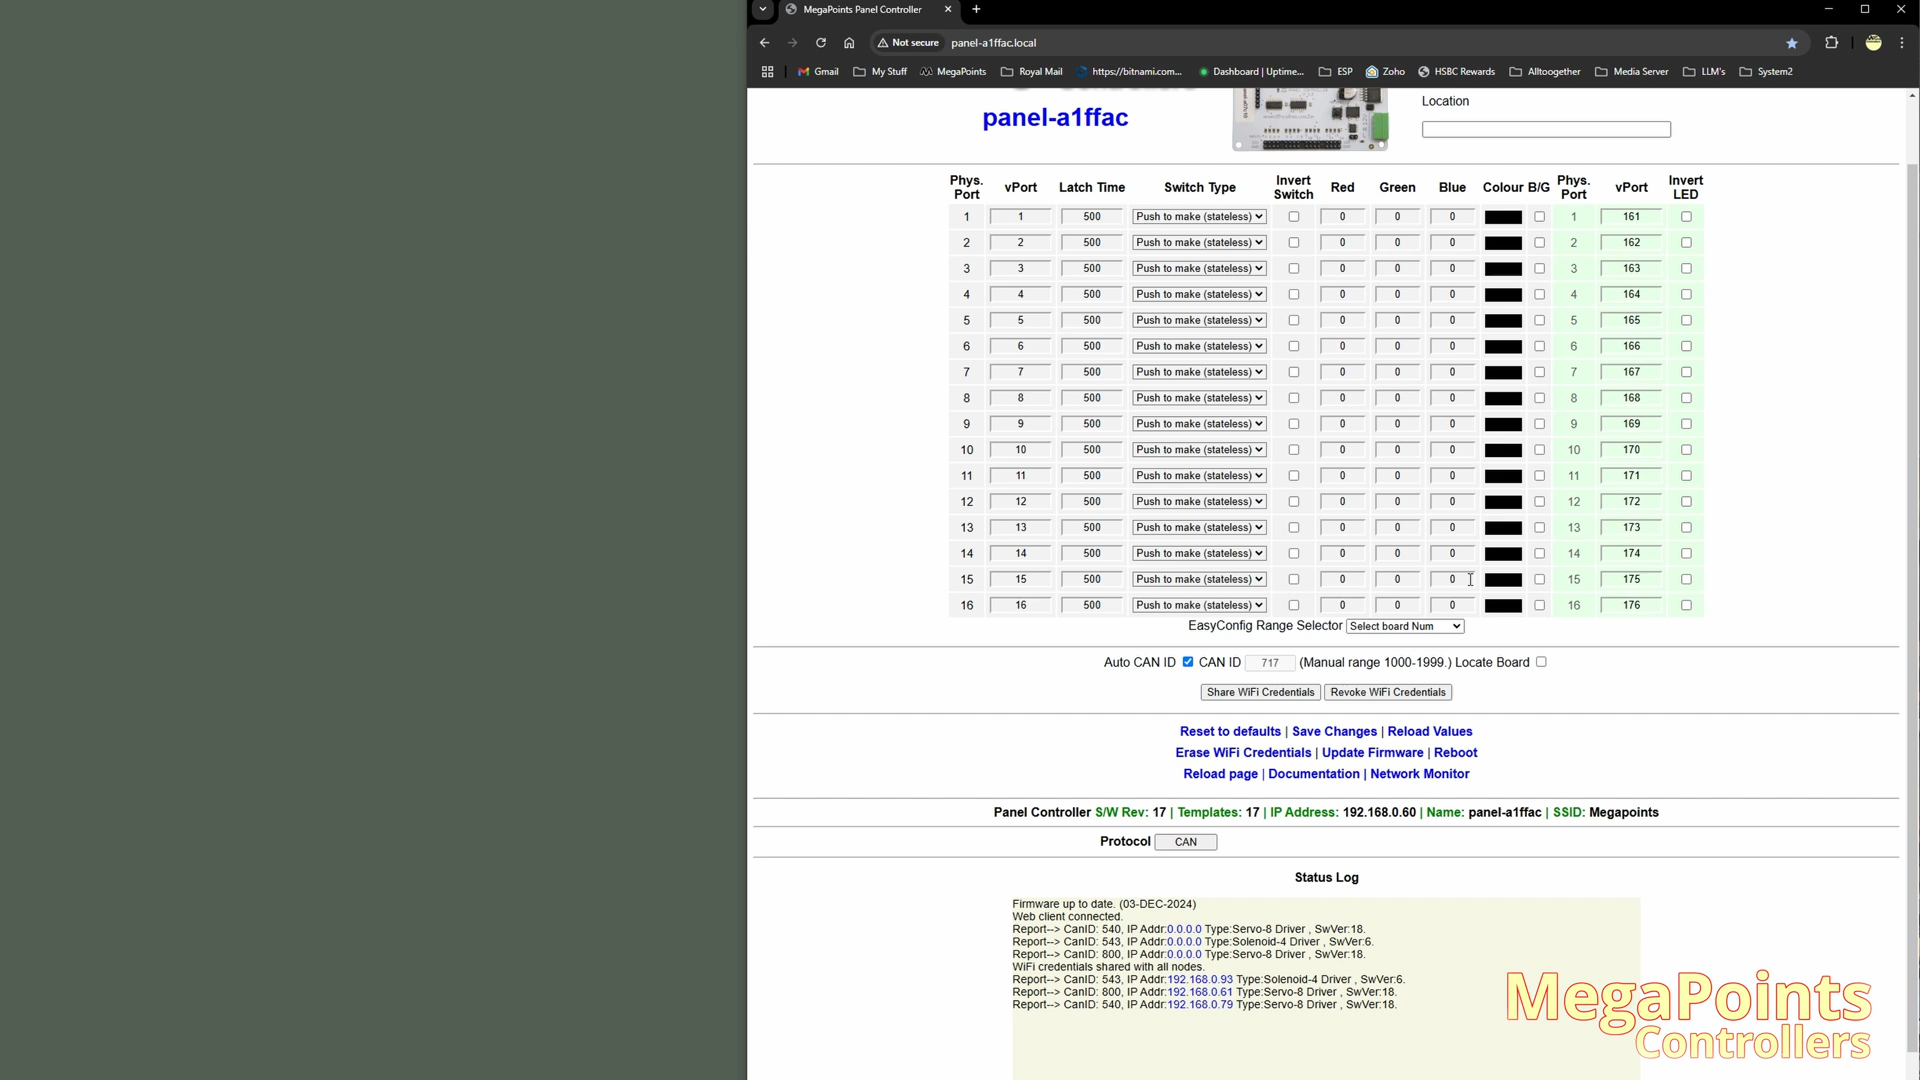 MegaPoints Panel Controller
Not secure panel-a1ffac.local
Gmail My Stuff MegaPoints Royal Mail https://bitnami.com... Dashboard | Uptime... ESP Zoho HSBC Rewards Alltoogether Media Server LLM's System2
panel-a1ffac
Location
Phys. Port vPort Latch Time Switch Type Invert Switch Red Green Blue Colour B/G Phys. Port vPort Invert LED
1 1 500 Push to make (stateless) 0 0 0 1 161
2 2 500 Push to make (stateless) 0 0 0 2 162
3 3 500 Push to make (stateless) 0 0 0 3 163
4 4 500 Push to make (stateless) 0 0 0 4 164
5 5 500 Push to make (stateless) 0 0 0 5 165
6 6 500 Push to make (stateless) 0 0 0 6 166
7 7 500 Push to make (stateless) 0 0 0 7 167
8 8 500 Push to make (stateless) 0 0 0 8 168
9 9 500 Push to make (stateless) 0 0 0 9 169
10 10 500 Push to make (stateless) 0 0 0 10 170
11 11 500 Push to make (stateless) 0 0 0 11 171
12 12 500 Push to make (stateless) 0 0 0 12 172
13 13 500 Push to make (stateless) 0 0 0 13 173
14 14 500 Push to make (stateless) 0 0 0 14 174
15 15 500 Push to make (stateless) 0 0 0 15 175
16 16 500 Push to make (stateless) 0 0 0 16 176
EasyConfig Range Selector Select board Num
Auto CAN ID CAN ID 717 (Manual range 1000-1999.) Locate Board
Share WiFi Credentials Revoke WiFi Credentials
Reset to defaults | Save Changes | Reload Values
Erase WiFi Credentials | Update Firmware | Reboot
Reload page | Documentation | Network Monitor
Panel Controller S/W Rev: 17 | Templates: 17 | IP Address: 192.168.0.60 | Name: panel-a1ffac | SSID: Megapoints
Protocol CAN
Status Log
Firmware up to date. (03-DEC-2024)
Web client connected.
Report--> CanID: 540, IP Addr:0.0.0.0 Type:Servo-8 Driver , SwVer:18.
Report--> CanID: 543, IP Addr:0.0.0.0 Type:Solenoid-4 Driver , SwVer:6.
Report--> CanID: 800, IP Addr:0.0.0.0 Type:Servo-8 Driver , SwVer:18.
WiFi credentials shared with all nodes.
Report--> CanID: 543, IP Addr:192.168.0.93 Type:Solenoid-4 Driver , SwVer:6.
Report--> CanID: 800, IP Addr:192.168.0.61 Type:Servo-8 Driver , SwVer:18.
Report--> CanID: 540, IP Addr:192.168.0.79 Type:Servo-8 Driver , SwVer:18.
MegaPoints
Controllers